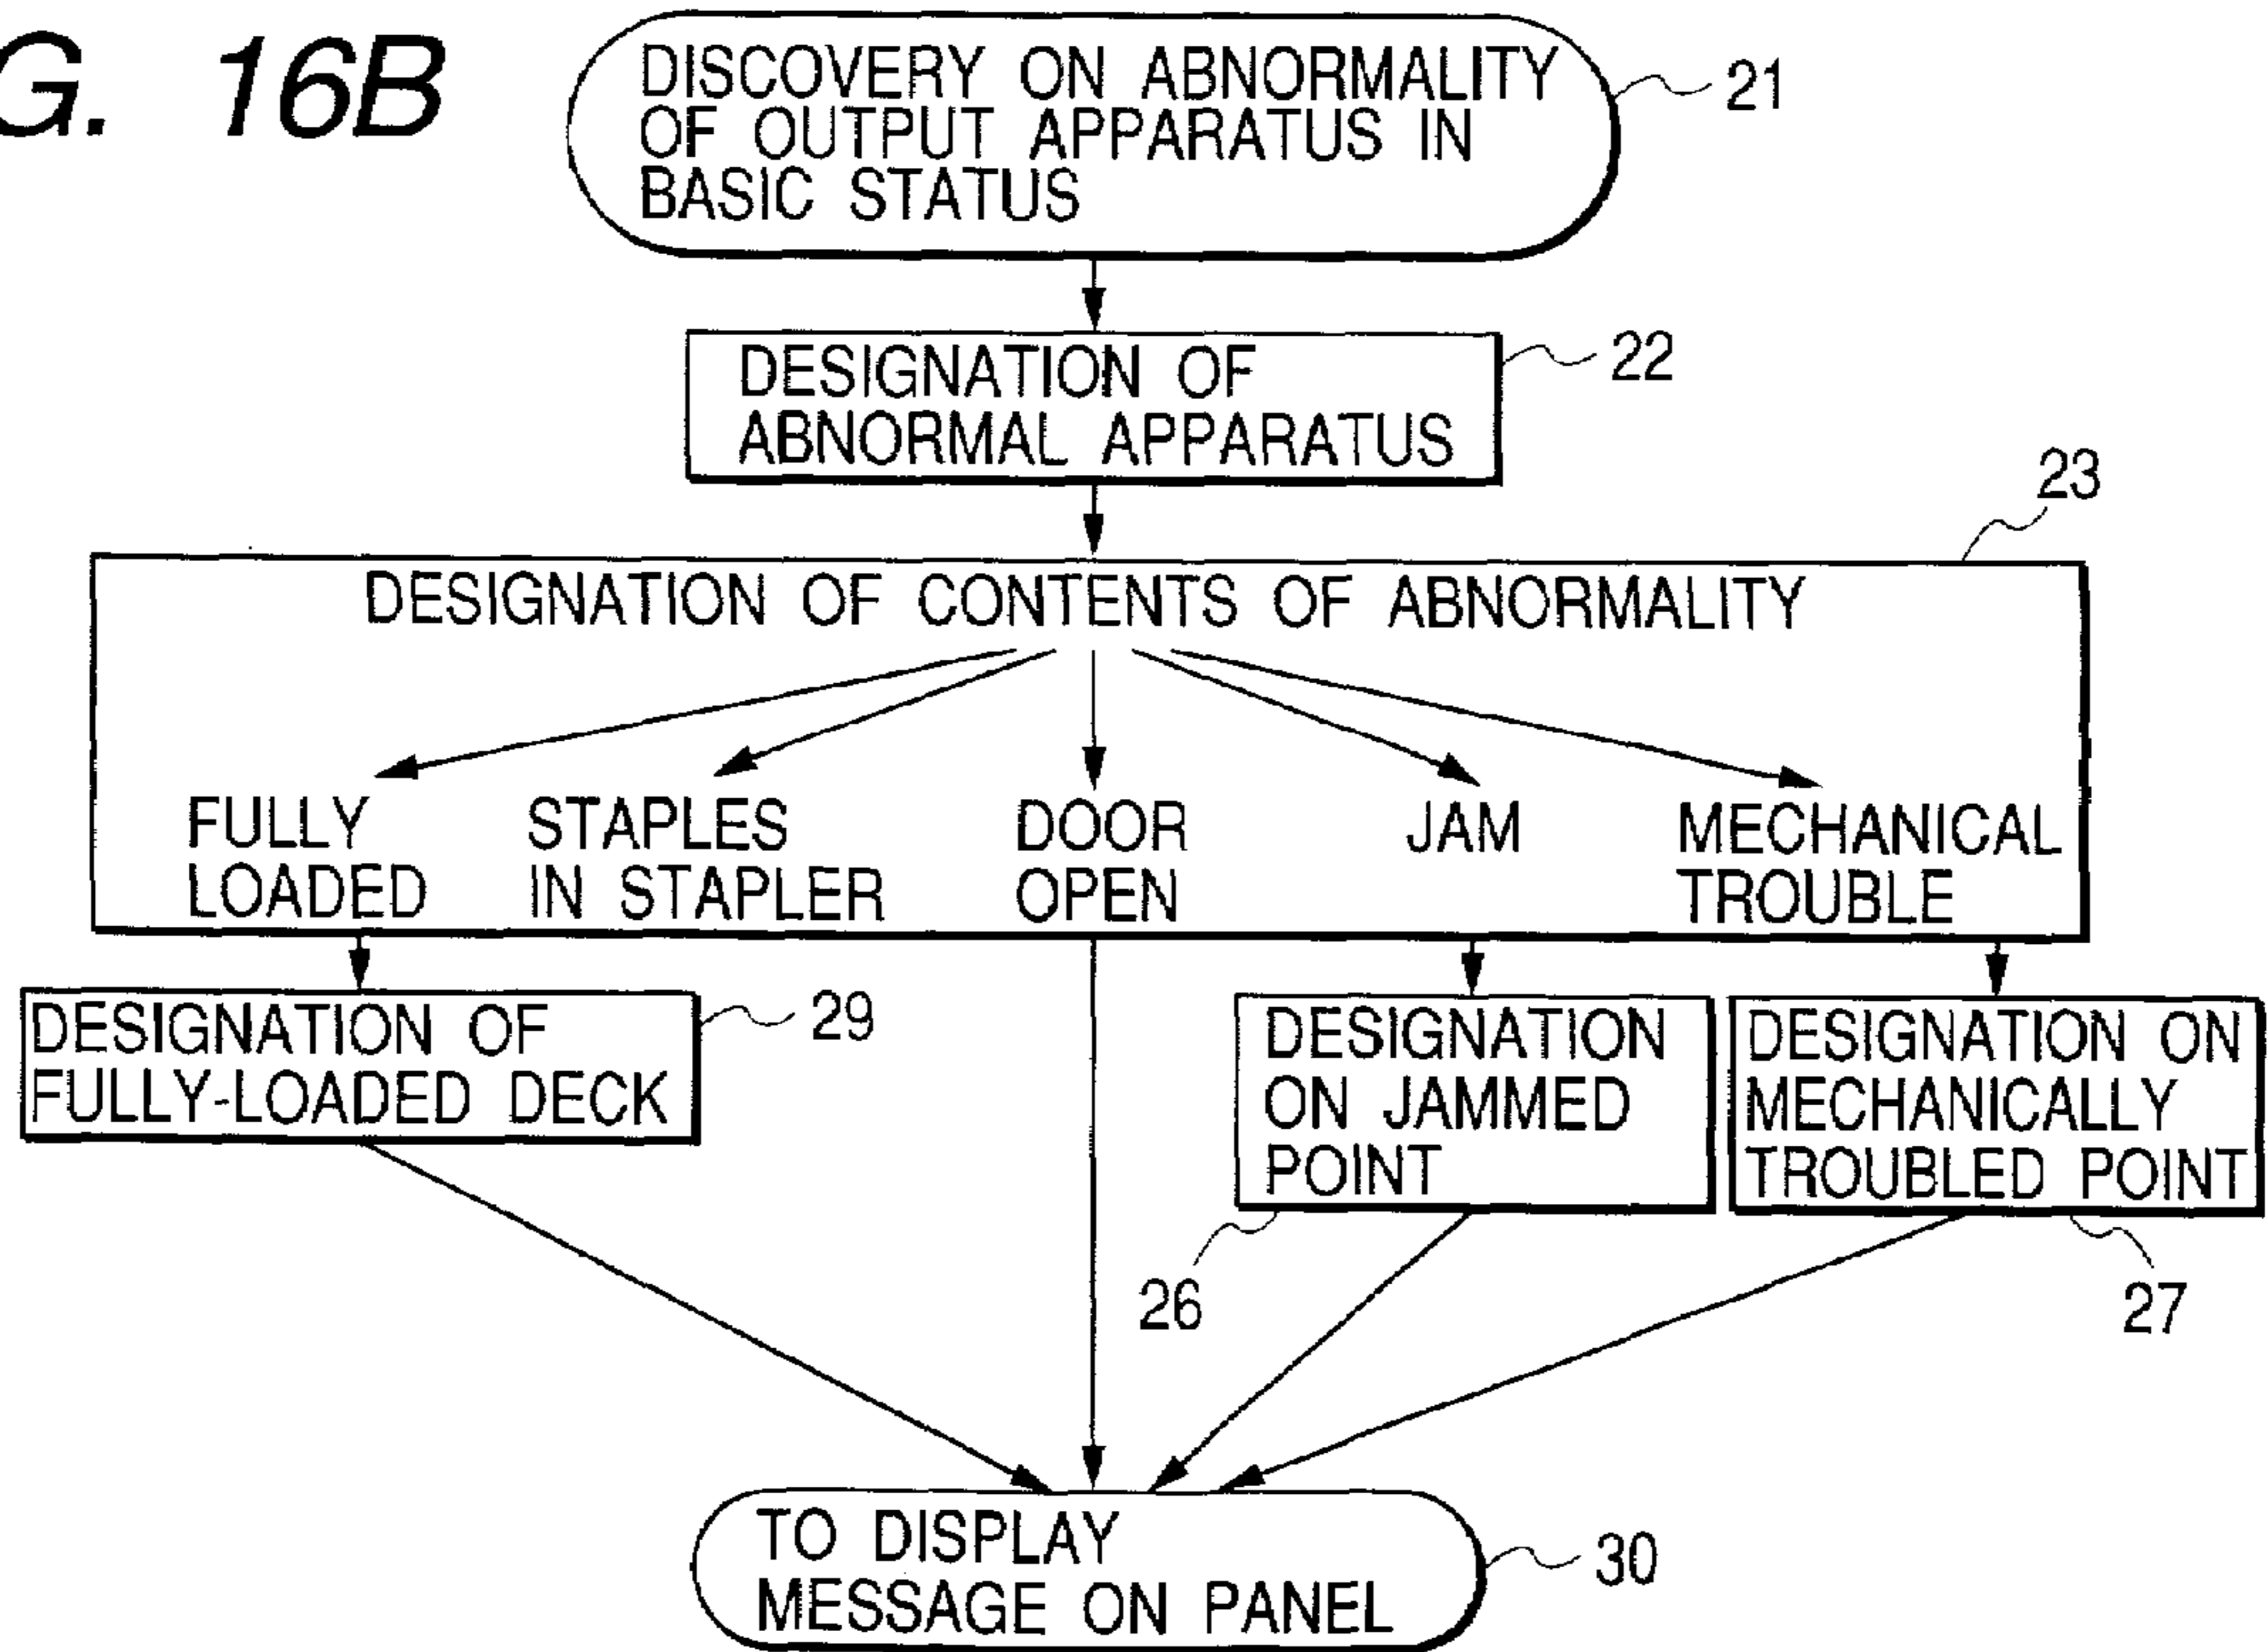 G. 16B
DISCOVERY ON ABNORMALITY
OF OUTPUT APPARATUS IN
BASIC STATUS
21
DESIGNATION OF
ABNORMAL APPARATUS
22
23
DESIGNATION OF CONTENTS OF ABNORMALITY
FULLY
LOADED
STAPLES
IN STAPLER
DOOR
OPEN
JAM
MECHANICAL
TROUBLE
DESIGNATION OF
FULLY-LOADED DECK
29
DESIGNATION
ON JAMMED
POINT
26
DESIGNATION ON
MECHANICALLY
TROUBLED POINT
27
TO DISPLAY
MESSAGE ON PANEL
30